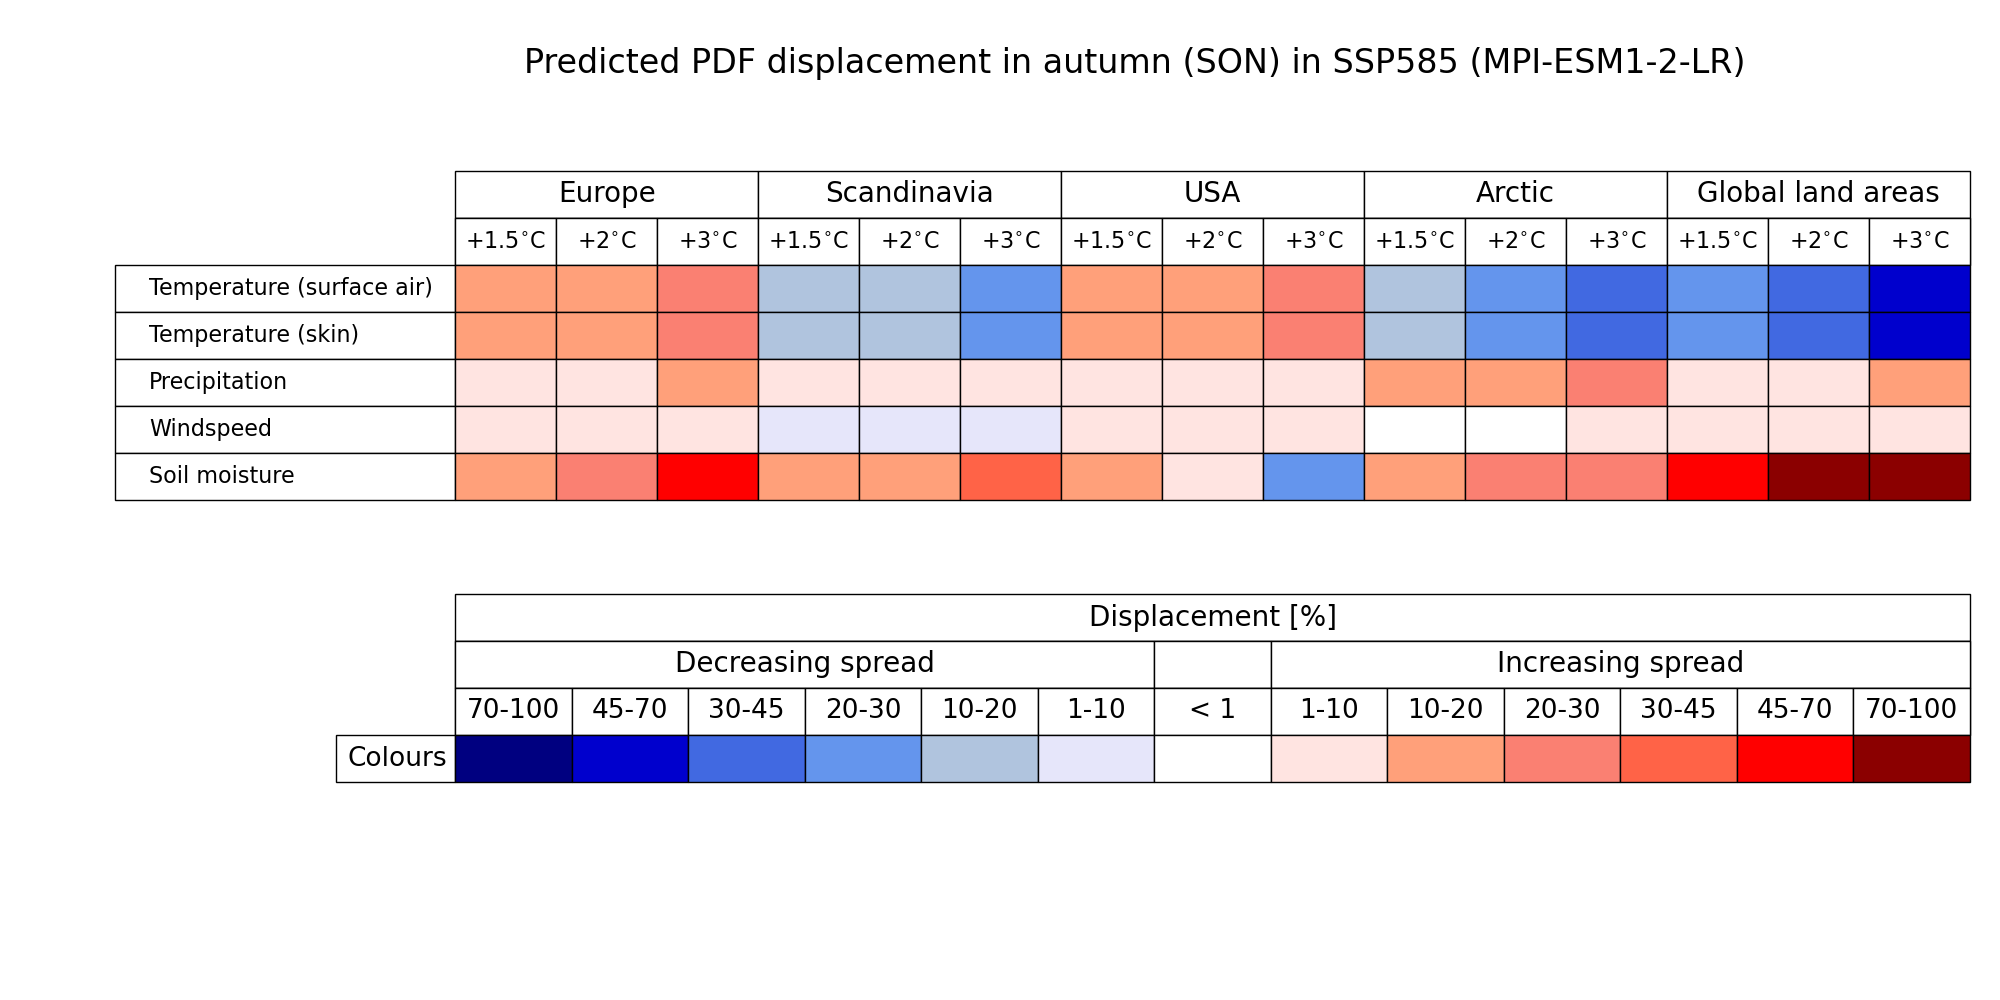 Predicted PDF displacement in autumn (SON) in SSP585 (MPI-ESM1-2-LR)
Europe Scandinavia USA Arctic Global land areas
+1.5°C +2°C +3°C +1.5°C +2°C +3°C +1.5°C +2°C +3°C +1.5°C +2°C +3°C +1.5°C +2°C +3°C
Temperature (surface air)
Temperature (skin)
Precipitation
Windspeed
Soil moisture
Displacement [%]
Decreasing spread Increasing spread
70-100 45-70 30-45 20-30 10-20 1-10 < 1 1-10 10-20 20-30 30-45 45-70 70-100
Colours